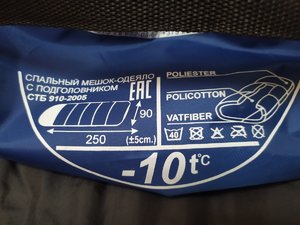 СПАЛЬНЫЙ МЕШОК-ОДЕЯЛО
С ПОДГОЛОВНИКОМ
СТБ 910-2005
EAC
90
250 (±5cm.)
POLIESTER
POLICOTTON
VATFIBER
40
-10t°C